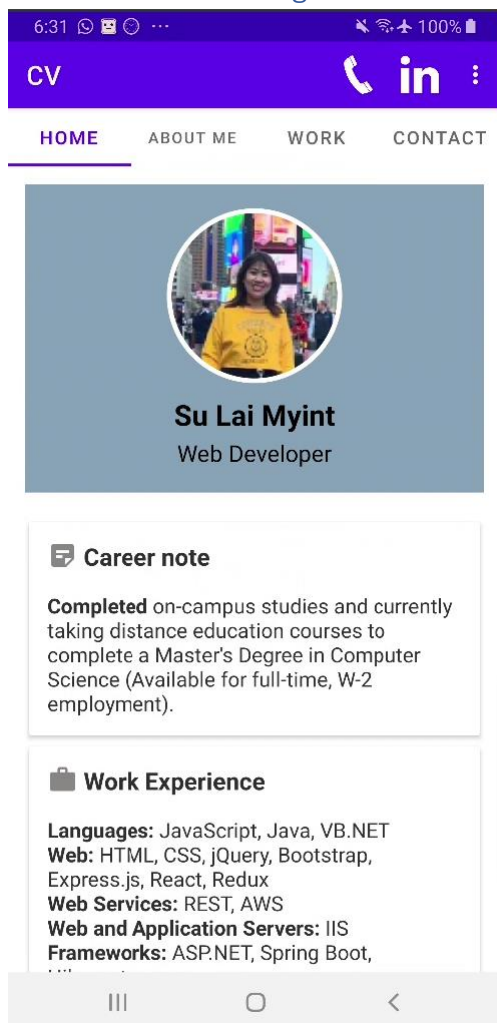 6:31 100%
CV in
HOME ABOUT ME WORK CONTACT
Su Lai Myint
Web Developer
Career note
Completed on-campus studies and currently
taking distance education courses to
complete a Master's Degree in Computer
Science (Available for full-time, W-2
employment).
Work Experience
Languages: JavaScript, Java, VB.NET
Web: HTML, CSS, jQuery, Bootstrap,
Express.js, React, Redux
Web Services: REST, AWS
Web and Application Servers: IIS
Frameworks: ASP.NET, Spring Boot,